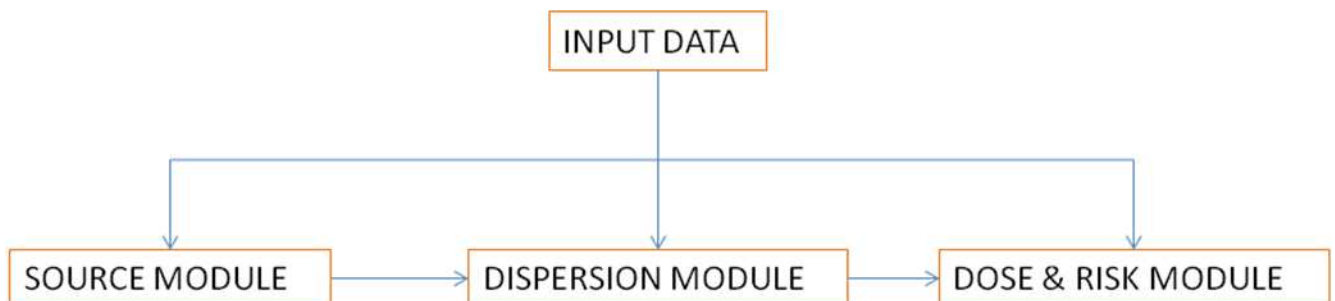 INPUT DATA
SOURCE MODULE
DISPERSION MODULE
DOSE & RISK MODULE